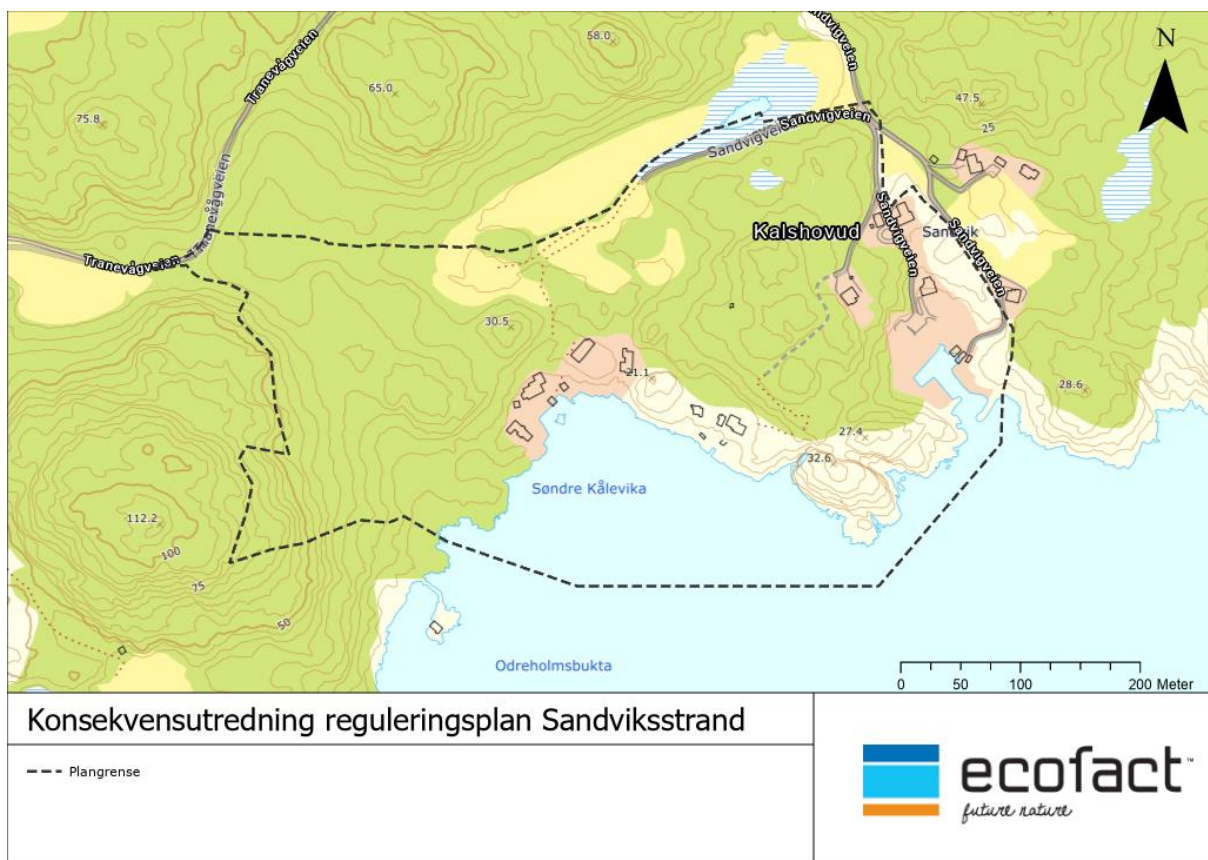 Sandvigveien
58.0
N
Tranevågveien
65.0
75.8
47.5
25
Sandvigveien
Sandvigveien
Tranevågveien
Kalshovud
Sandvik
Sandvigveien
Sandvigveien
Tranevågveien
30.5
21.1
28.6
27.4
32.6
Søndre Kålevika
112.2
100
75
50
Odreholmsbukta
0 50 100 200 Meter
Konsekvensutredning reguleringsplan Sandviksstrand
Plangrense
ecofact™
future nature